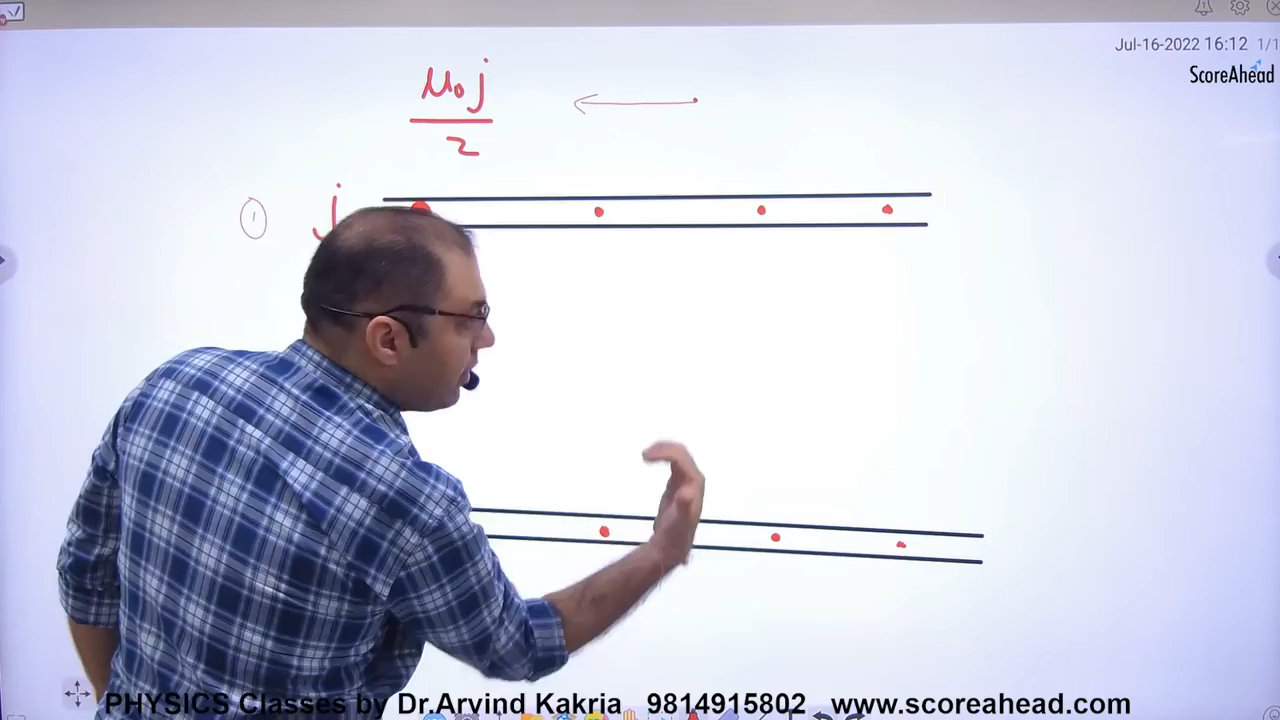 Jul-16-2022 16:12 1/1
ScoreAhead
μ₀j
2
1 j
PHYSICS Classes by Dr.Arvind Kakria 9814915802 www.scoreahead.com